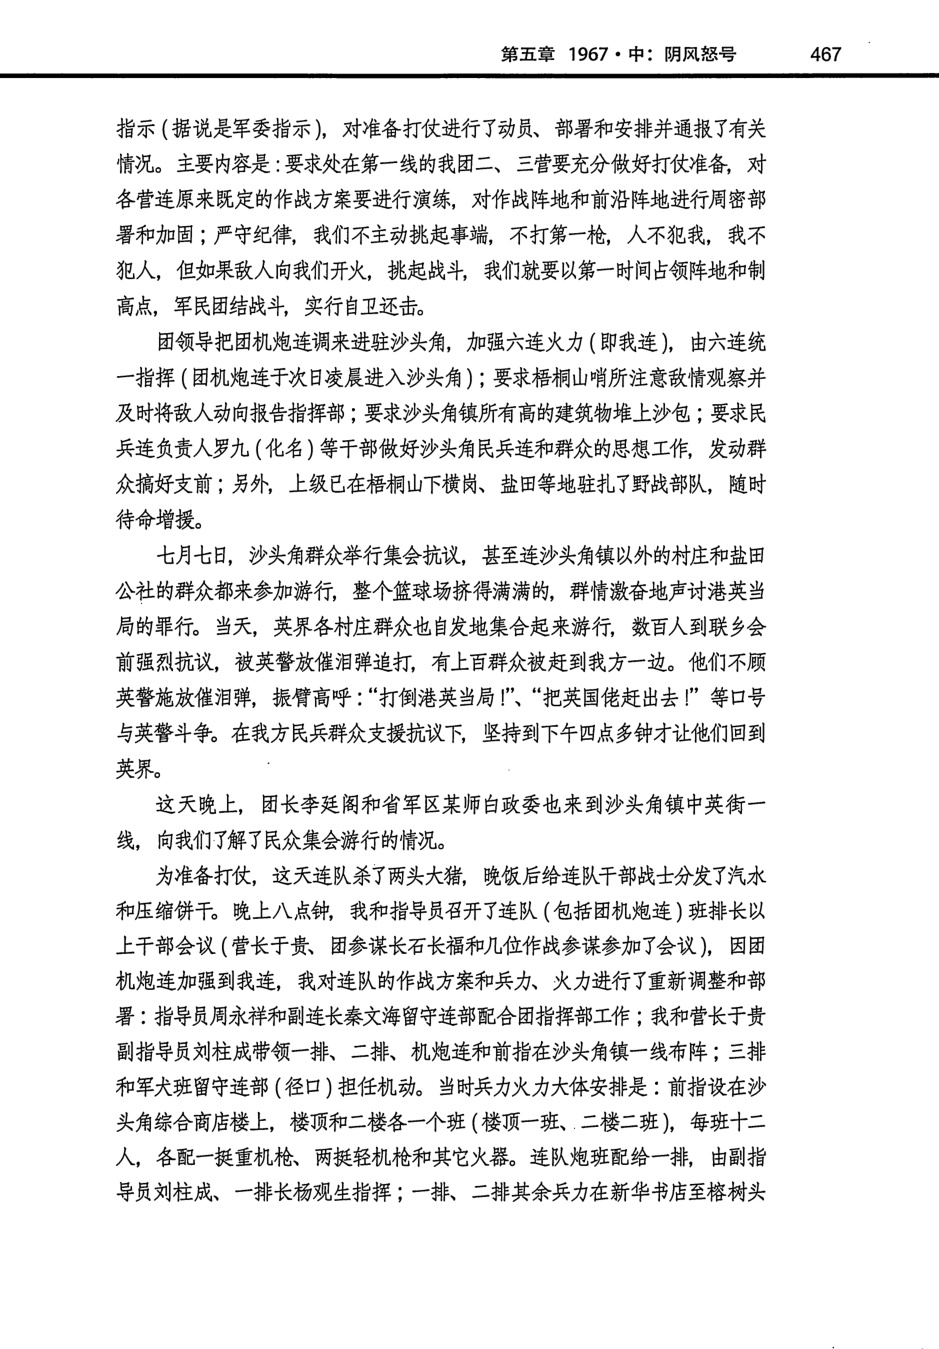 第五章 1967·中：阴风怒号 467
指示（据说是军委指示），对准备打仗进行了动员、部署和安排并通报了有关
情况。主要内容是：要求处在第一线的我团二、三营要充分做好打仗准备，对
各营连原来既定的作战方案要进行演练，对作战阵地和前沿阵地进行周密部
署和加固；严守纪律，我们不主动挑起事端，不打第一枪，人不犯我，我不
犯人，但如果敌人向我们开火，挑起战斗，我们就要以第一时间占领阵地和制
高点，军民团结战斗，实行自卫还击。
团领导把团机炮连调来进驻沙头角，加强六连火力（即我连），由六连统
一指挥（团机炮连于次日凌晨进入沙头角）；要求梧桐山哨所注意敌情观察并
及时将敌人动向报告指挥部；要求沙头角镇所有高的建筑物堆上沙包；要求民
兵连负责人罗九（化名）等干部做好沙头角民兵连和群众的思想工作，发动群
众搞好支前；另外，上级已在梧桐山下横岗、盐田等地驻扎了野战部队，随时
待命增援。
七月七日，沙头角群众举行集会抗议，甚至连沙头角镇以外的村庄和盐田
公社的群众都来参加游行，整个篮球场挤得满满的，群情激奋地声讨港英当
局的罪行。当天，英界各村庄群众也自发地集合起来游行，数百人到联乡会
前强烈抗议，被英警放催泪弹追打，有上百群众被赶到我方一边。他们不顾
英警施放催泪弹，振臂高呼：“打倒港英当局！”、“把英国佬赶出去！”等口号
与英警斗争。在我方民兵群众支援抗议下，坚持到下午四点多钟才让他们回到
英界。
这天晚上，团长李廷阁和省军区某师白政委也来到沙头角镇中英街一
线，向我们了解了民众集会游行的情况。
为准备打仗，这天连队杀了两头大猪，晚饭后给连队干部战士分发了汽水
和压缩饼干。晚上八点钟，我和指导员召开了连队（包括团机炮连）班排长以
上干部会议（营长于贵、团参谋长石长福和几位作战参谋参加了会议），因团
机炮连加强到我连，我对连队的作战方案和兵力、火力进行了重新调整和部
署：指导员周永祥和副连长秦文海留守连部配合团指挥部工作；我和营长于贵
副指导员刘柱成带领一排、二排、机炮连和前指在沙头角镇一线布阵；三排
和军犬班留守连部（径口）担任机动。当时兵力火力大体安排是：前指设在沙
头角综合商店楼上，楼顶和二楼各一个班（楼顶一班、二楼二班），每班十二
人，各配一挺重机枪、两挺轻机枪和其它火器。连队炮班配给一排，由副指
导员刘柱成、一排长杨观生指挥；一排、二排其余兵力在新华书店至榕树头